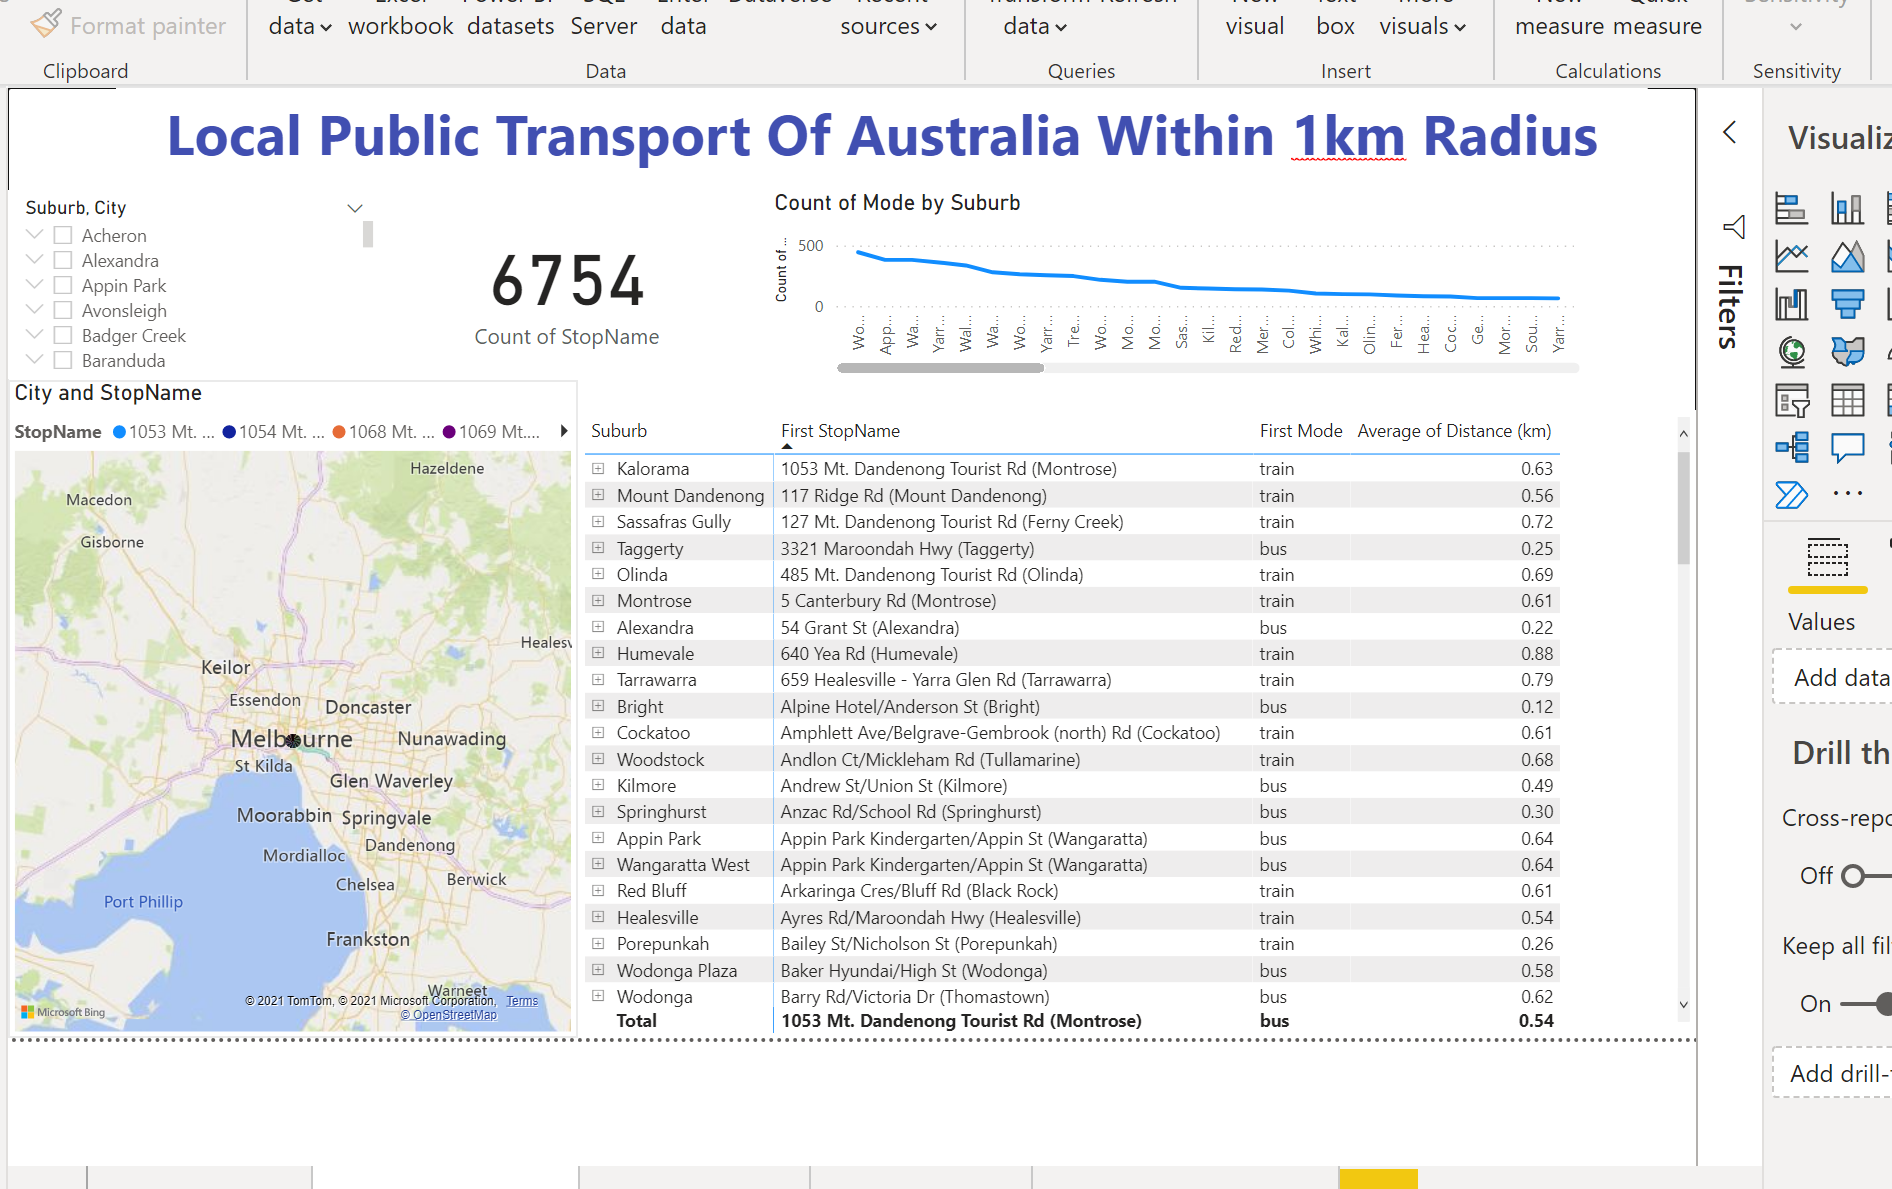 Format painter
data
workbook
datasets
Server
data
sources
data
visual
box
visuals
measure
measure
Clipboard
Data
Queries
Insert
Calculations
Sensitivity
Local Public Transport Of Australia Within 1km Radius
Suburb, City
Acheron
Alexandra
Appin Park
Avonsleigh
Badger Creek
Baranduda
6754
Count of StopName
Count of Mode by Suburb
Count of ...
500
0
Wo...
App...
Wa...
Yarr...
Wal...
Wa...
Wo...
Yarr...
Tre...
Wo...
Mo...
Mo...
Sas...
Kil...
Red...
Mer...
Col...
Whi...
Kal...
Olin...
Fer...
Hea...
Coc...
Ge...
Mor...
Sou...
Yarr...
City and StopName
StopName 1053 Mt. ... 1054 Mt. ... 1068 Mt. ... 1069 Mt....
Hazeldene
Macedon
Gisborne
Healesv
Keilor
Essendon
Doncaster
Melbourne
Nunawading
St Kilda
Glen Waverley
Moorabbin
Springvale
Dandenong
Mordialloc
Chelsea
Berwick
Port Phillip
Frankston
Warneet
© 2021 TomTom, © 2021 Microsoft Corporation, Terms
© OpenStreetMap
Microsoft Bing
Suburb First StopName First Mode Average of Distance (km)
Kalorama 1053 Mt. Dandenong Tourist Rd (Montrose) train 0.63
Mount Dandenong 117 Ridge Rd (Mount Dandenong) train 0.56
Sassafras Gully 127 Mt. Dandenong Tourist Rd (Ferny Creek) train 0.72
Taggerty 3321 Maroondah Hwy (Taggerty) bus 0.25
Olinda 485 Mt. Dandenong Tourist Rd (Olinda) train 0.69
Montrose 5 Canterbury Rd (Montrose) train 0.61
Alexandra 54 Grant St (Alexandra) bus 0.22
Humevale 640 Yea Rd (Humevale) train 0.88
Tarrawarra 659 Healesville - Yarra Glen Rd (Tarrawarra) train 0.79
Bright Alpine Hotel/Anderson St (Bright) bus 0.12
Cockatoo Amphlett Ave/Belgrave-Gembrook (north) Rd (Cockatoo) train 0.61
Woodstock Andlon Ct/Mickleham Rd (Tullamarine) train 0.68
Kilmore Andrew St/Union St (Kilmore) bus 0.49
Springhurst Anzac Rd/School Rd (Springhurst) bus 0.30
Appin Park Appin Park Kindergarten/Appin St (Wangaratta) bus 0.64
Wangaratta West Appin Park Kindergarten/Appin St (Wangaratta) bus 0.64
Red Bluff Arkaringa Cres/Bluff Rd (Black Rock) train 0.61
Healesville Ayres Rd/Maroondah Hwy (Healesville) train 0.54
Porepunkah Bailey St/Nicholson St (Porepunkah) train 0.26
Wodonga Plaza Baker Hyundai/High St (Wodonga) bus 0.58
Wodonga Barry Rd/Victoria Dr (Thomastown) bus 0.62
Total 1053 Mt. Dandenong Tourist Rd (Montrose) bus 0.54
Filters
Visualiz
Values
Add data
Drill th
Cross-repo
Off
Keep all fil
On
Add drill-t